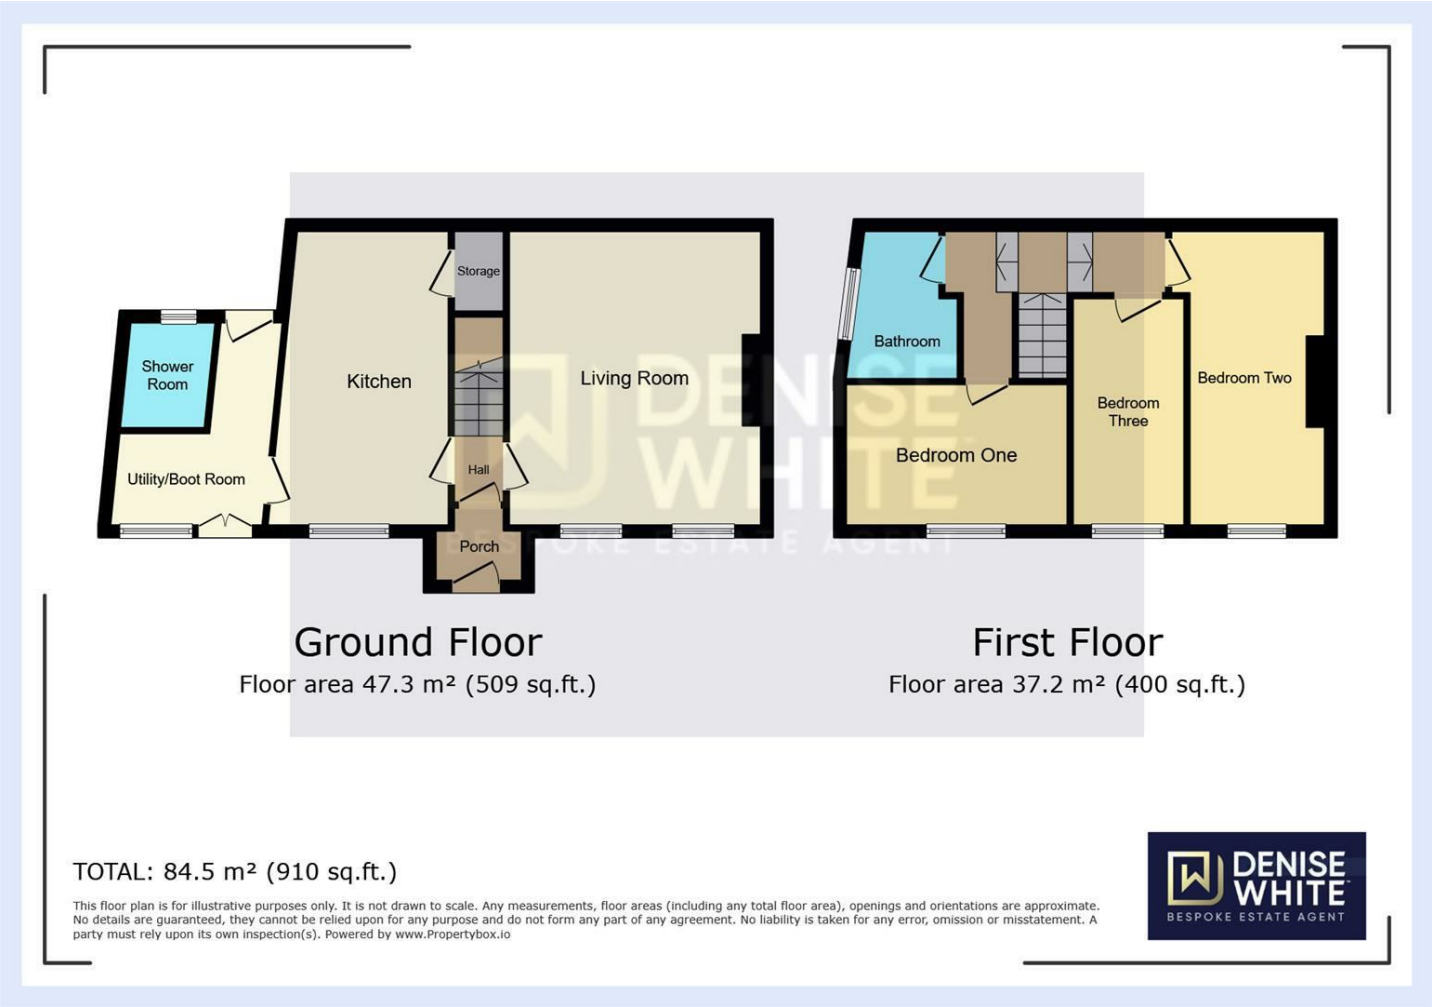 Storage
Shower
Room
Kitchen
Living Room
Utility/Boot Room
Hall
Porch
Bathroom
Bedroom Two
Bedroom
Three
Bedroom One
DENISE
WHITE
BESPOKE ESTATE AGENT
Ground Floor
Floor area 47.3 m² (509 sq.ft.)
First Floor
Floor area 37.2 m² (400 sq.ft.)
TOTAL: 84.5 m² (910 sq.ft.)
This floor plan is for illustrative purposes only. It is not drawn to scale. Any measurements, floor areas (including any total floor area), openings and orientations are approximate.
No details are guaranteed, they cannot be relied upon for any purpose and do not form any part of any agreement. No liability is taken for any error, omission or misstatement. A
party must rely upon its own inspection(s). Powered by www.Propertybox.io
DENISE
WHITE™
BESPOKE ESTATE AGENT